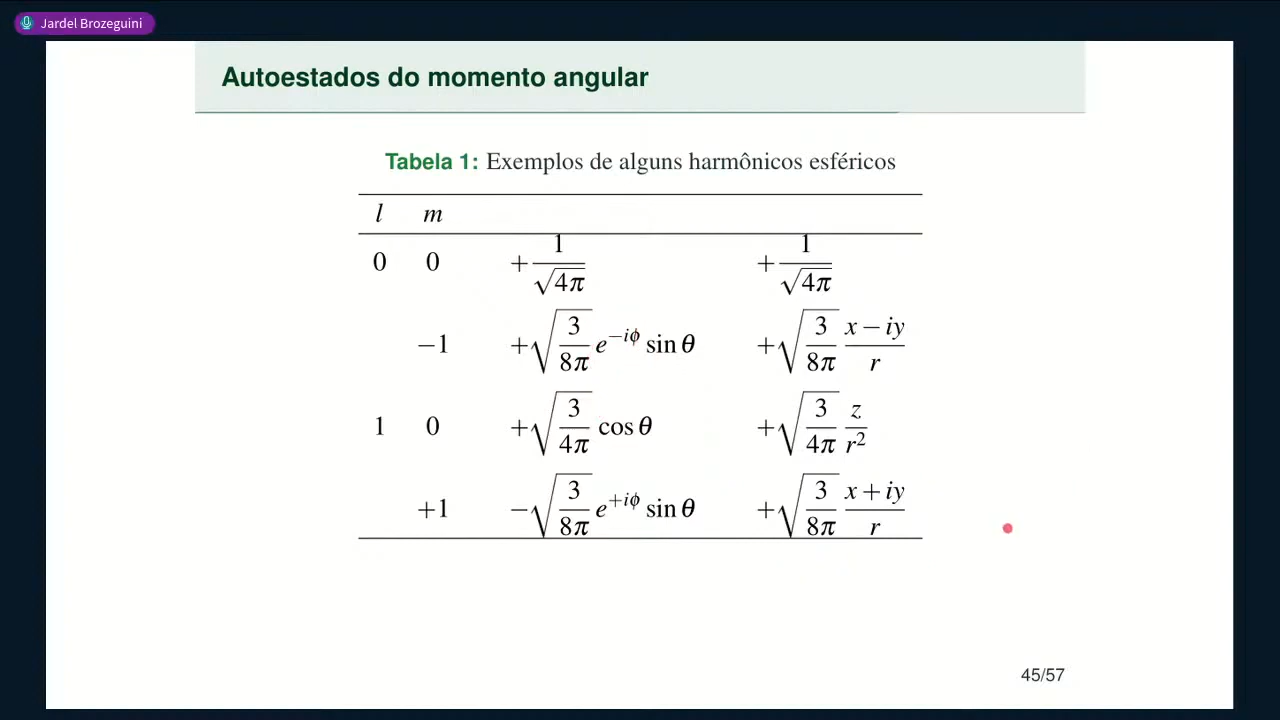 Jardel Brozeguini
Autoestados do momento angular
Tabela 1: Exemplos de alguns harmônicos esféricos
l m
0 0 +1/√4π +1/√4π
−1 +√(3/8π) e^{−iϕ} sin θ +√(3/8π) (x − iy)/r
1 0 +√(3/4π) cos θ +√(3/4π) z/r²
+1 −√(3/8π) e^{+iϕ} sin θ +√(3/8π) (x + iy)/r
45/57